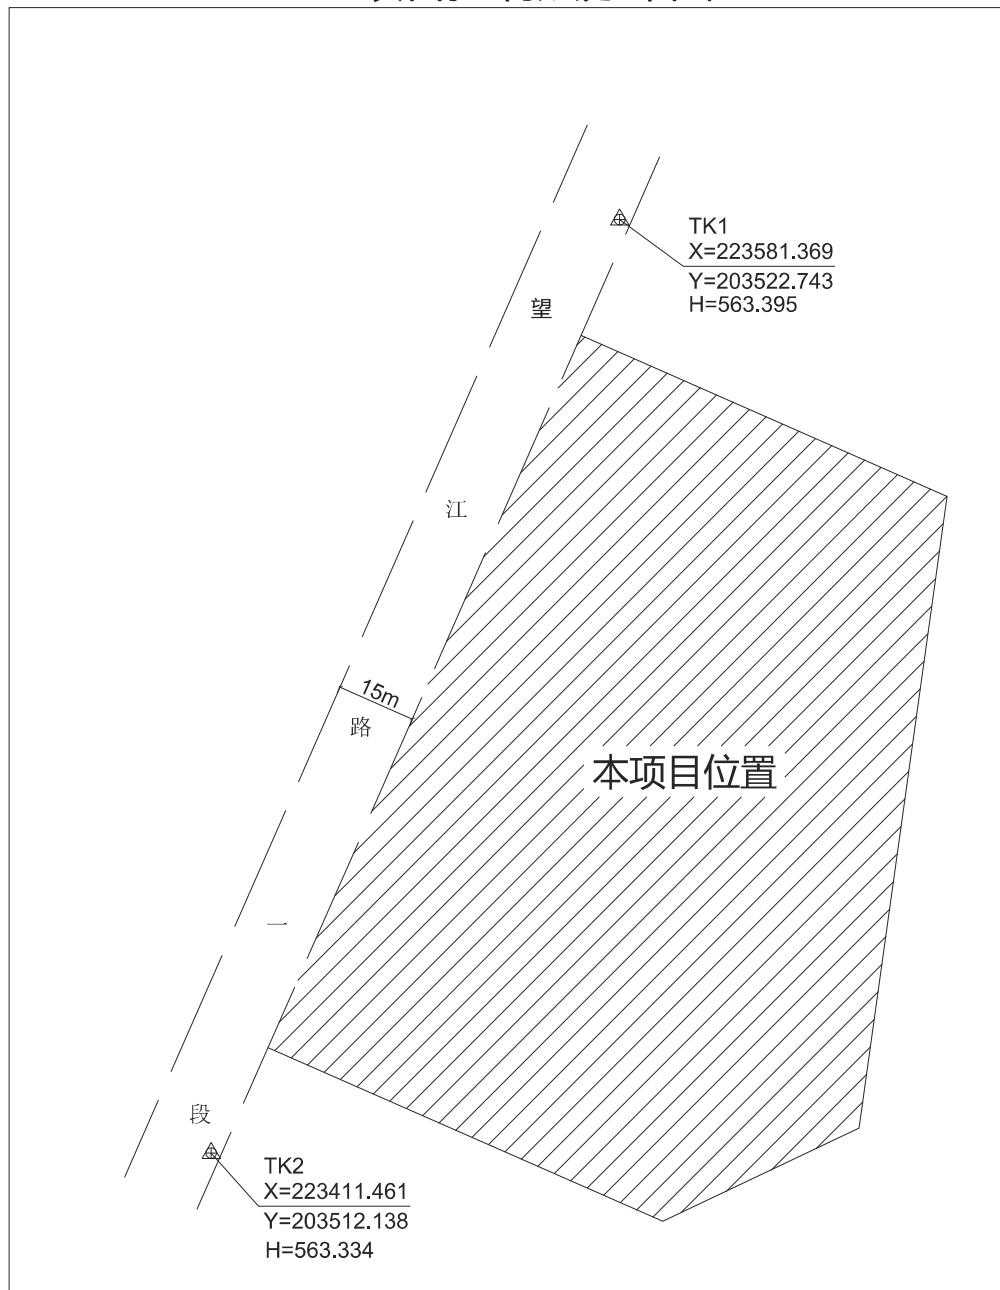 TK1
X=223581.369
Y=203522.743
H=563.395
望
江
15m
路
本项目位置
一
段
TK2
X=223411.461
Y=203512.138
H=563.334